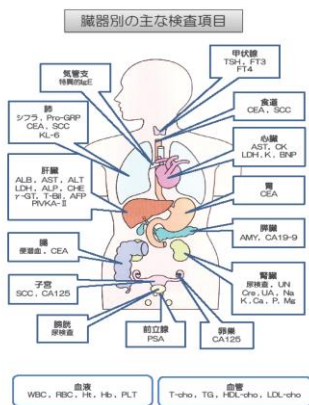 臓器別の主な検査項目
甲状腺
TSH, FT3
FT4
気管支
特異的IgE
食道
CEA, SCC
肺
シフラ, Pro-GRP
CEA, SCC
KL-6
心臓
AST, CK
LDH, K, BNP
肝臓
ALB, AST, ALT
LDH, ALP, CHE
γ-GT, T-Bil, AFP
PIVKA-Ⅱ
胃
CEA
膵臓
AMY, CA19-9
腸
便潜血, CEA
腎臓
尿検査, UN
Cre, UA, Na
K, Ca, P, Mg
子宮
SCC, CA125
膀胱
尿検査
前立腺
PSA
卵巣
CA125
血液
WBC, RBC, Ht, Hb, PLT
血管
T-cho, TG, HDL-cho, LDL-cho